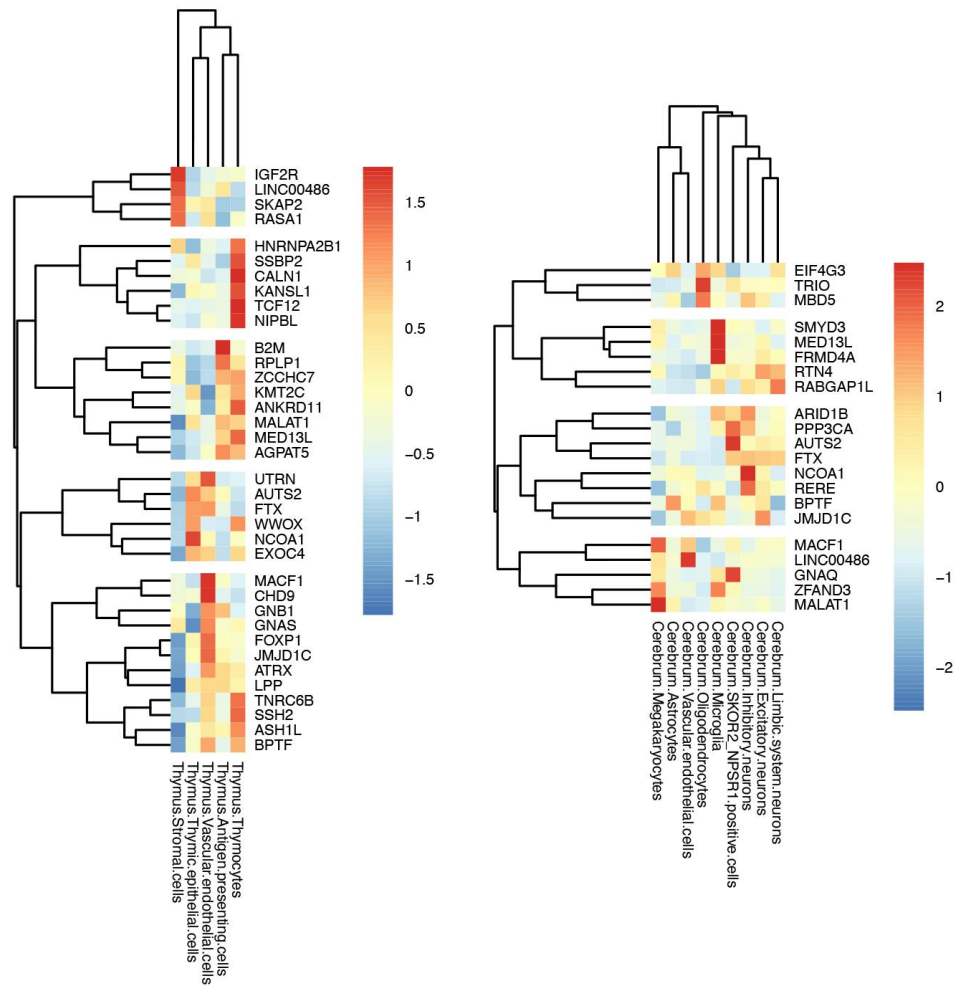 IGF2R
LINC00486
SKAP2
RASA1
HNRNPA2B1
SSBP2
CALN1
KANSL1
TCF12
NIPBL
B2M
RPLP1
ZCCHC7
KMT2C
ANKRD11
MALAT1
MED13L
AGPAT5
UTRN
AUTS2
FTX
WWOX
NCOA1
EXOC4
MACF1
CHD9
GNB1
GNAS
FOXP1
JMJD1C
ATRX
LPP
TNRC6B
SSH2
ASH1L
BPTF
Thymus.Stromal.cells
Thymus.Thymic.epithelial.cells
Thymus.Vascular.endothelial.cells
Thymus.Antigen.presenting.cells
Thymus.Thymocytes
1.5
1
0.5
0
−0.5
−1
−1.5
EIF4G3
TRIO
MBD5
SMYD3
MED13L
FRMD4A
RTN4
RABGAP1L
ARID1B
PPP3CA
AUTS2
FTX
NCOA1
RERE
BPTF
JMJD1C
MACF1
LINC00486
GNAQ
ZFAND3
MALAT1
Cerebrum.Megakaryocytes
Cerebrum.Astrocytes
Cerebrum.Vascular.endothelial.cells
Cerebrum.Oligodendrocytes
Cerebrum.Microglia
Cerebrum.SKOR2_NPSR1.positive.cells
Cerebrum.Inhibitory.neurons
Cerebrum.Excitatory.neurons
Cerebrum.Limbic.system.neurons
2
1
0
−1
−2